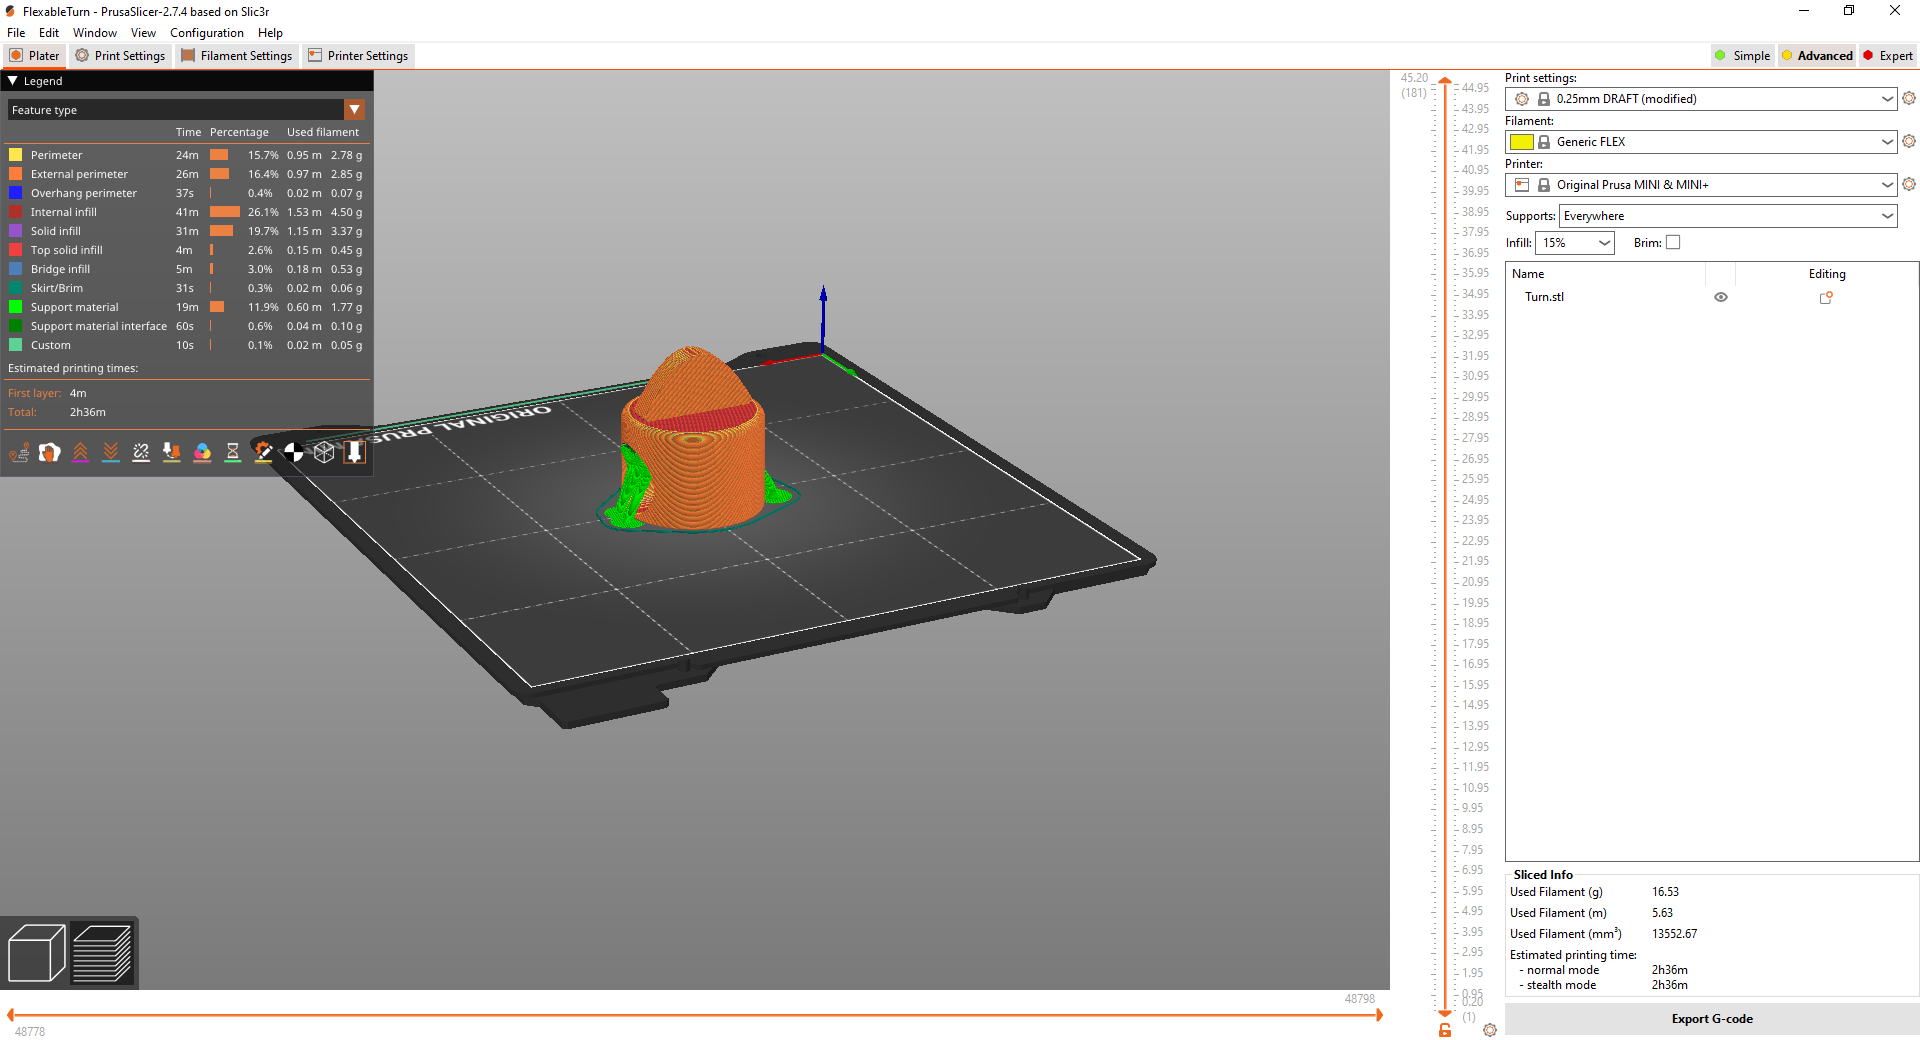 FlexableTurn - PrusaSlicer-2.7.4 based on Slic3r
File Edit Window View Configuration Help
Plater Print Settings Filament Settings Printer Settings
Simple Advanced Expert
Legend
Feature type
Time Percentage Used filament
Perimeter 24m 15.7% 0.95 m 2.78 g
External perimeter 26m 16.4% 0.97 m 2.85 g
Overhang perimeter 37s 0.4% 0.02 m 0.07 g
Internal infill 41m 26.1% 1.53 m 4.50 g
Solid infill 31m 19.7% 1.15 m 3.37 g
Top solid infill 4m 2.6% 0.15 m 0.45 g
Bridge infill 5m 3.0% 0.18 m 0.53 g
Skirt/Brim 31s 0.3% 0.02 m 0.06 g
Support material 19m 11.9% 0.60 m 1.77 g
Support material interface 60s 0.6% 0.04 m 0.10 g
Custom 10s 0.1% 0.02 m 0.05 g
Estimated printing times:
First layer: 4m
Total: 2h36m
ORIGINAL PRUS
48798
48778
45.20
(181)
44.95
43.95
42.95
41.95
40.95
39.95
38.95
37.95
36.95
35.95
34.95
33.95
32.95
31.95
30.95
29.95
28.95
27.95
26.95
25.95
24.95
23.95
22.95
21.95
20.95
19.95
18.95
17.95
16.95
15.95
14.95
13.95
12.95
11.95
10.95
9.95
8.95
7.95
6.95
5.95
4.95
3.95
2.95
1.95
0.95
0.20
(1)
Print settings:
0.25mm DRAFT (modified)
Filament:
Generic FLEX
Printer:
Original Prusa MINI & MINI+
Supports: Everywhere
Infill: 15% Brim:
Name Editing
Turn.stl
Sliced Info
Used Filament (g) 16.53
Used Filament (m) 5.63
Used Filament (mm³) 13552.67
Estimated printing time:
- normal mode 2h36m
- stealth mode 2h36m
Export G-code